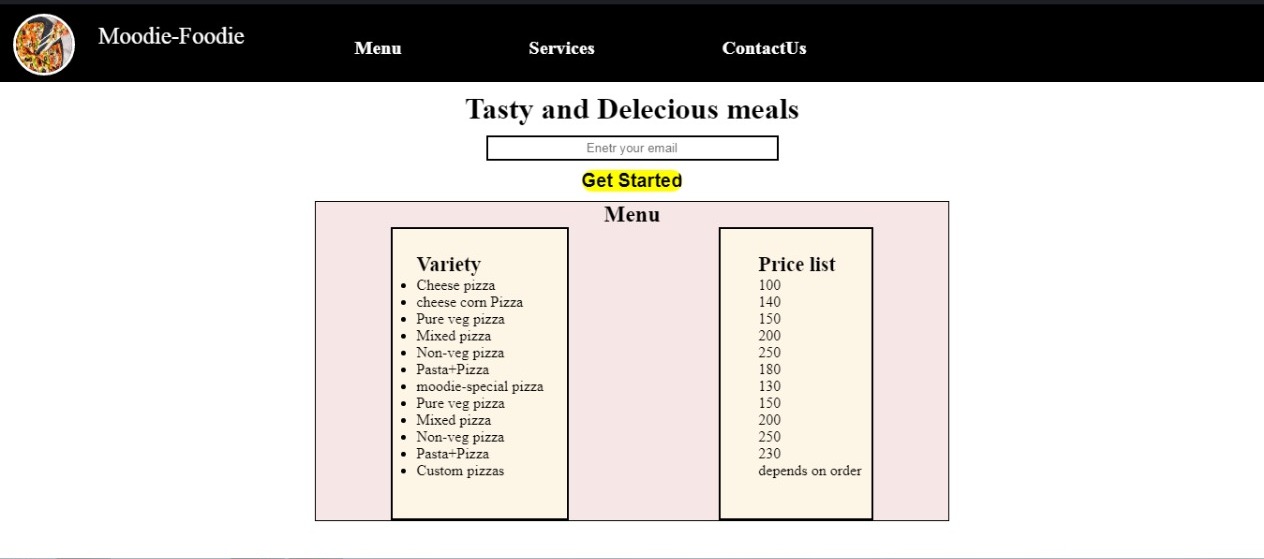 Moodie-Foodie
Menu Services ContactUs
Tasty and Delecious meals
Enetr your email
Get Started
Menu
Variety
Cheese pizza
cheese corn Pizza
Pure veg pizza
Mixed pizza
Non-veg pizza
Pasta+Pizza
moodie-special pizza
Pure veg pizza
Mixed pizza
Non-veg pizza
Pasta+Pizza
Custom pizzas
Price list
100
140
150
200
250
180
130
150
200
250
230
depends on order